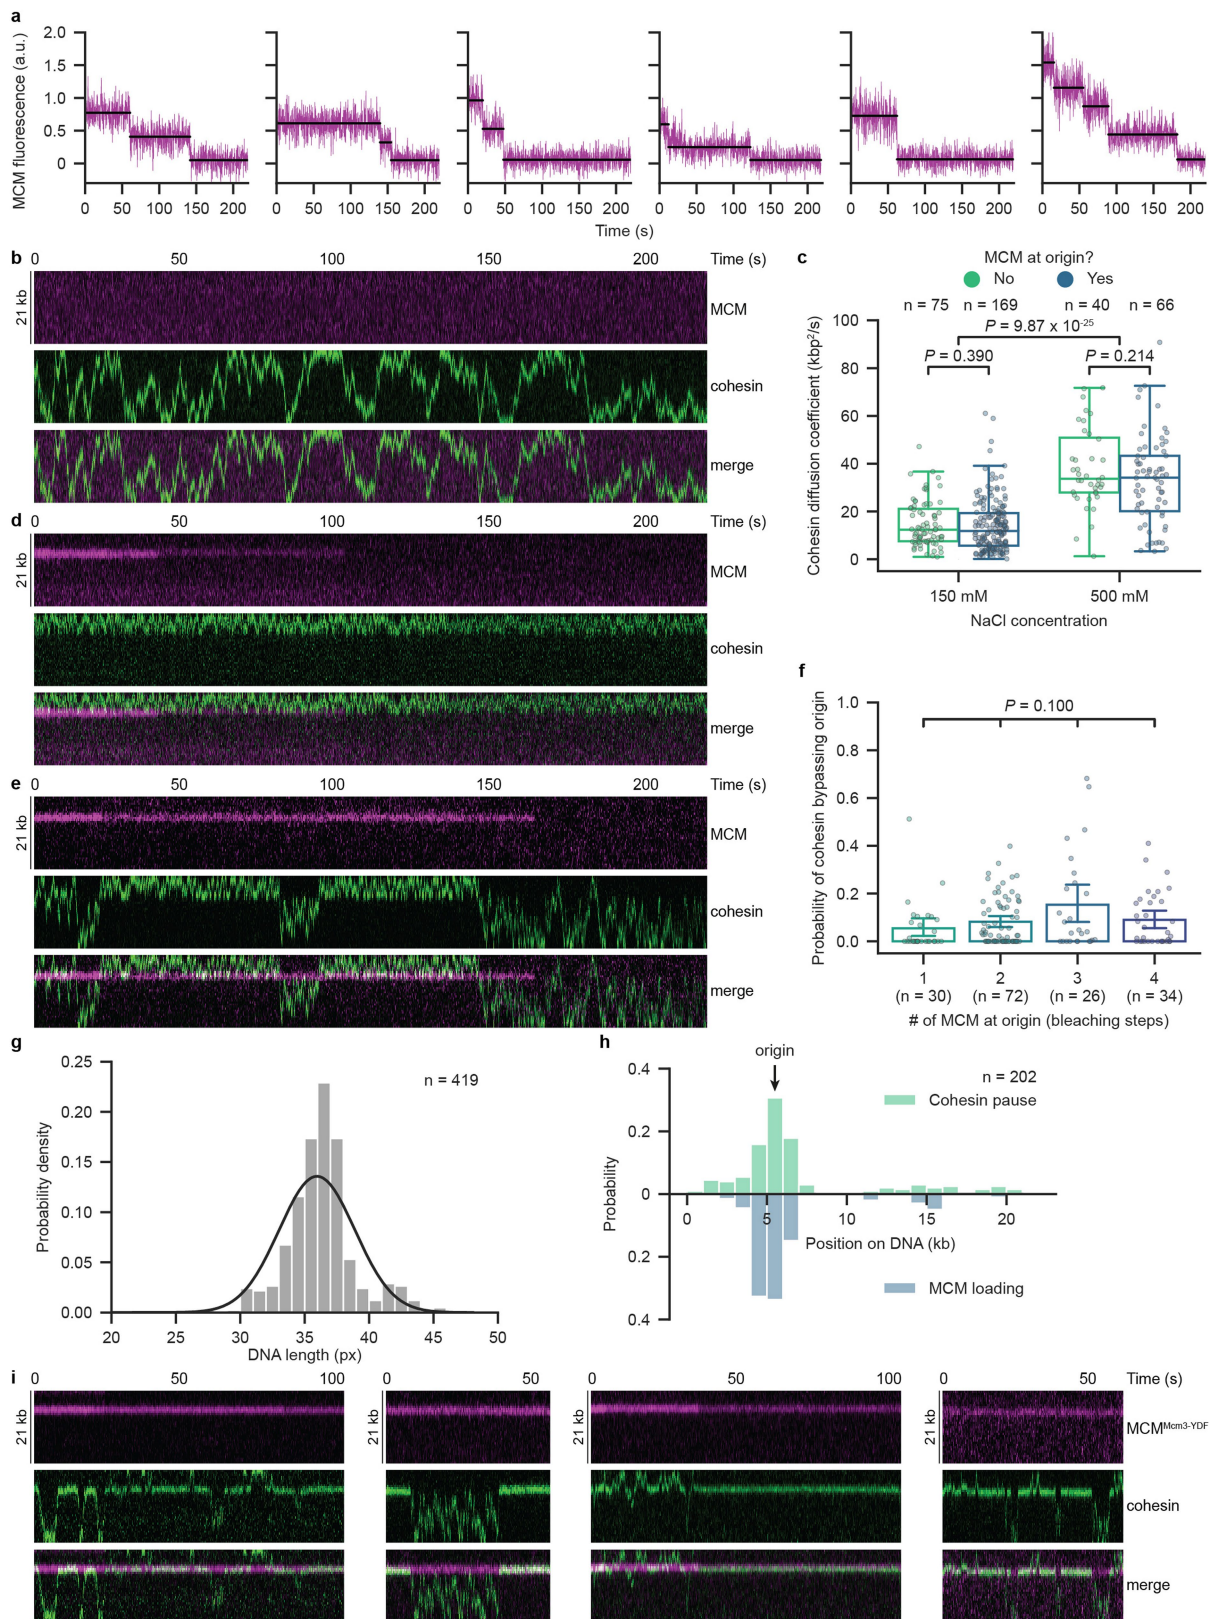 a
MCM fluorescence (a.u.)
2.0
1.5
1.0
0.5
0
0 50 100 150 200 0 50 100 150 200 0 50 100 150 200 0 50 100 150 200 0 50 100 150 200 0 50 100 150 200
Time (s)
b
0 50 100 150 200 Time (s)
21 kb
MCM
cohesin
merge
c
MCM at origin?
No Yes
n = 75 n = 169 n = 40 n = 66
P = 9.87 x 10-25
P = 0.390 P = 0.214
Cohesin diffusion coefficient (kbp2/s)
100
80
60
40
20
0
150 mM 500 mM
NaCl concentration
d
0 50 100 150 200 Time (s)
21 kb
MCM
cohesin
merge
e
0 50 100 150 200 Time (s)
21 kb
MCM
cohesin
merge
f
Probability of cohesin bypassing origin
P = 0.100
1.0
0.8
0.6
0.4
0.2
0.0
1 2 3 4
(n = 30) (n = 72) (n = 26) (n = 34)
# of MCM at origin (bleaching steps)
g
Probability density
n = 419
0.25
0.20
0.15
0.10
0.05
0.00
20 25 30 35 40 45 50
DNA length (px)
h
origin
n = 202
Cohesin pause
Probability
0.4
0.2
0
0 5 10 15 20
Position on DNA (kb)
0.2
MCM loading
0.4
i
0 50 100 0 50 0 50 100 0 50 Time (s)
21 kb 21 kb 21 kb 21 kb
MCMMcm3-YDF
cohesin
merge